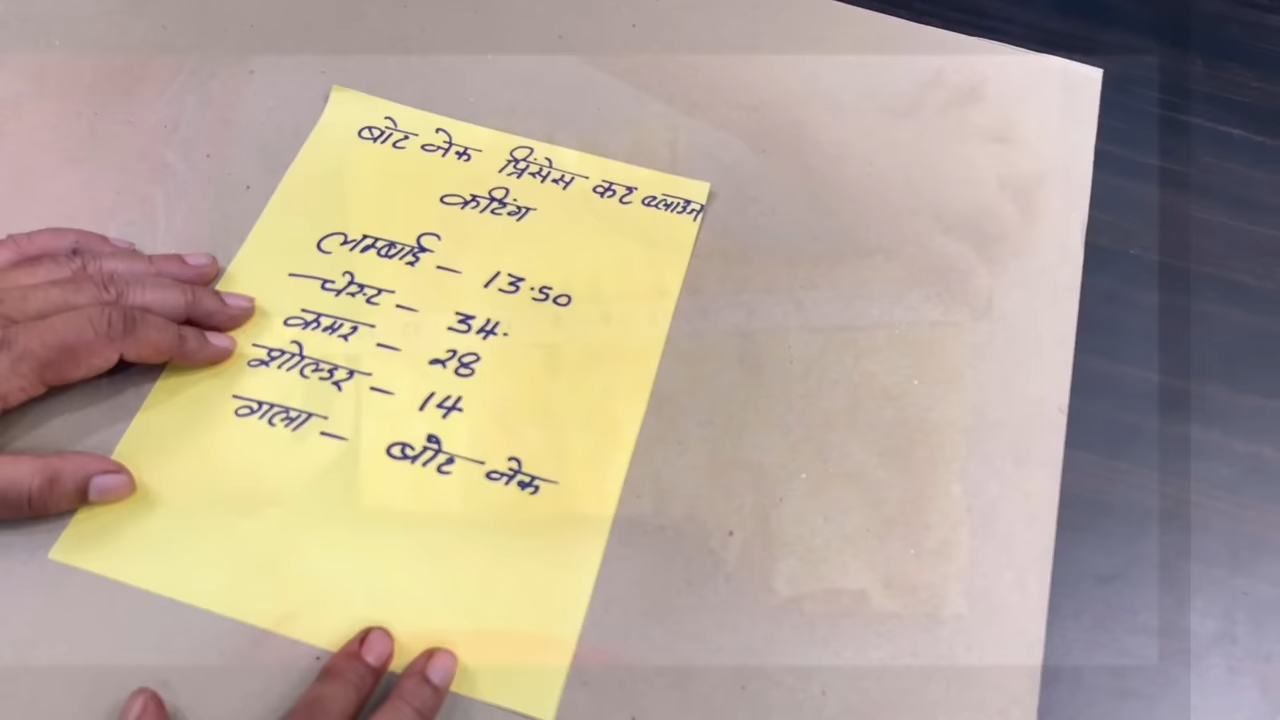 बोट नेक प्रिंसेस कट ब्लाउज
कटिंग
लम्बाई - 13.50
चेस्ट - 34.
कमर - 28
शोल्डर - 14
गला - बोट नेक